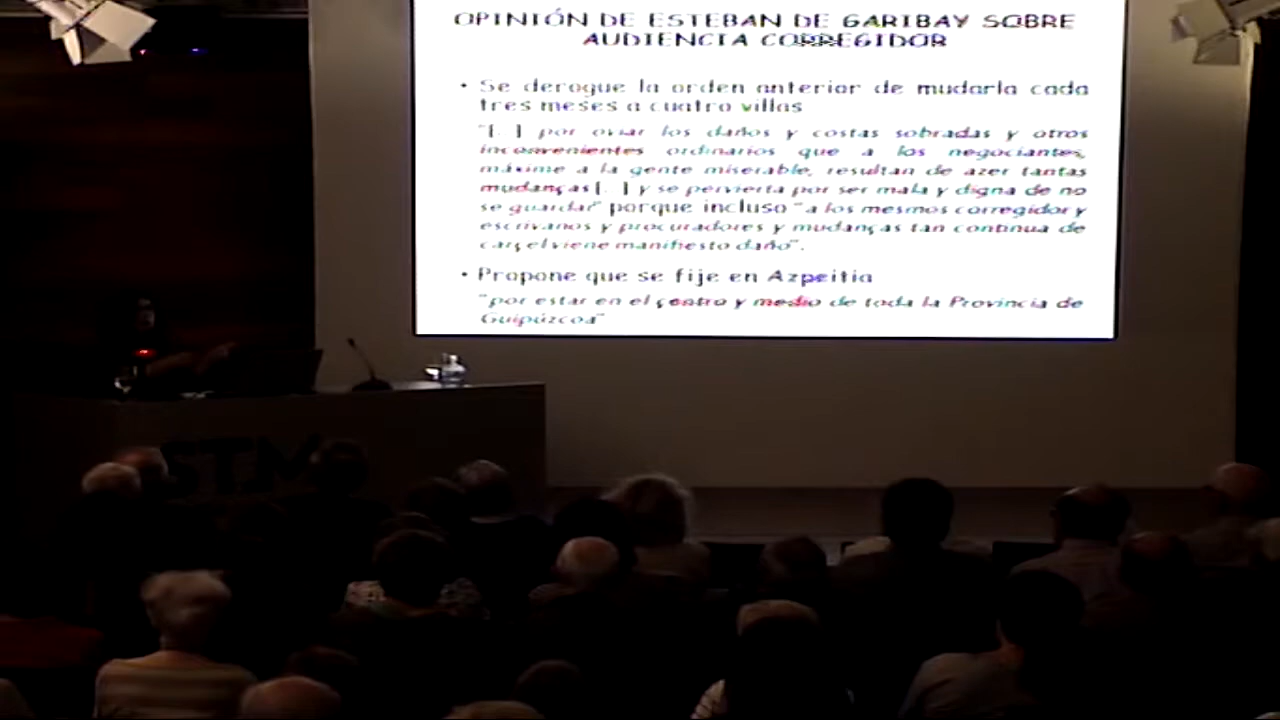 OPINIÓN DE ESTEBAN DE GARIBAY SOBRE
AUDIENCIA CORREGIDOR
• Se derogue la orden anterior de mudarla cada
tres meses a cuatro villas
"[..] por oviar los daños y costas sobradas y otros
inconvenientes ordinarios que a los negociantes,
máxime a la gente miserable, resultan de azer tantas
mudanças[..] y se pervierta por ser mala y digna de no
se guardar" porque incluso "a los mesmos corregidor y
escrivanos y procuradores y mudanças tan continua de
carçel viene manifiesto daño".
• Propone que se fije en Azpeitia
"por estar en el çentro y medio de toda la Provincia de
Guipúzcoa"
STM